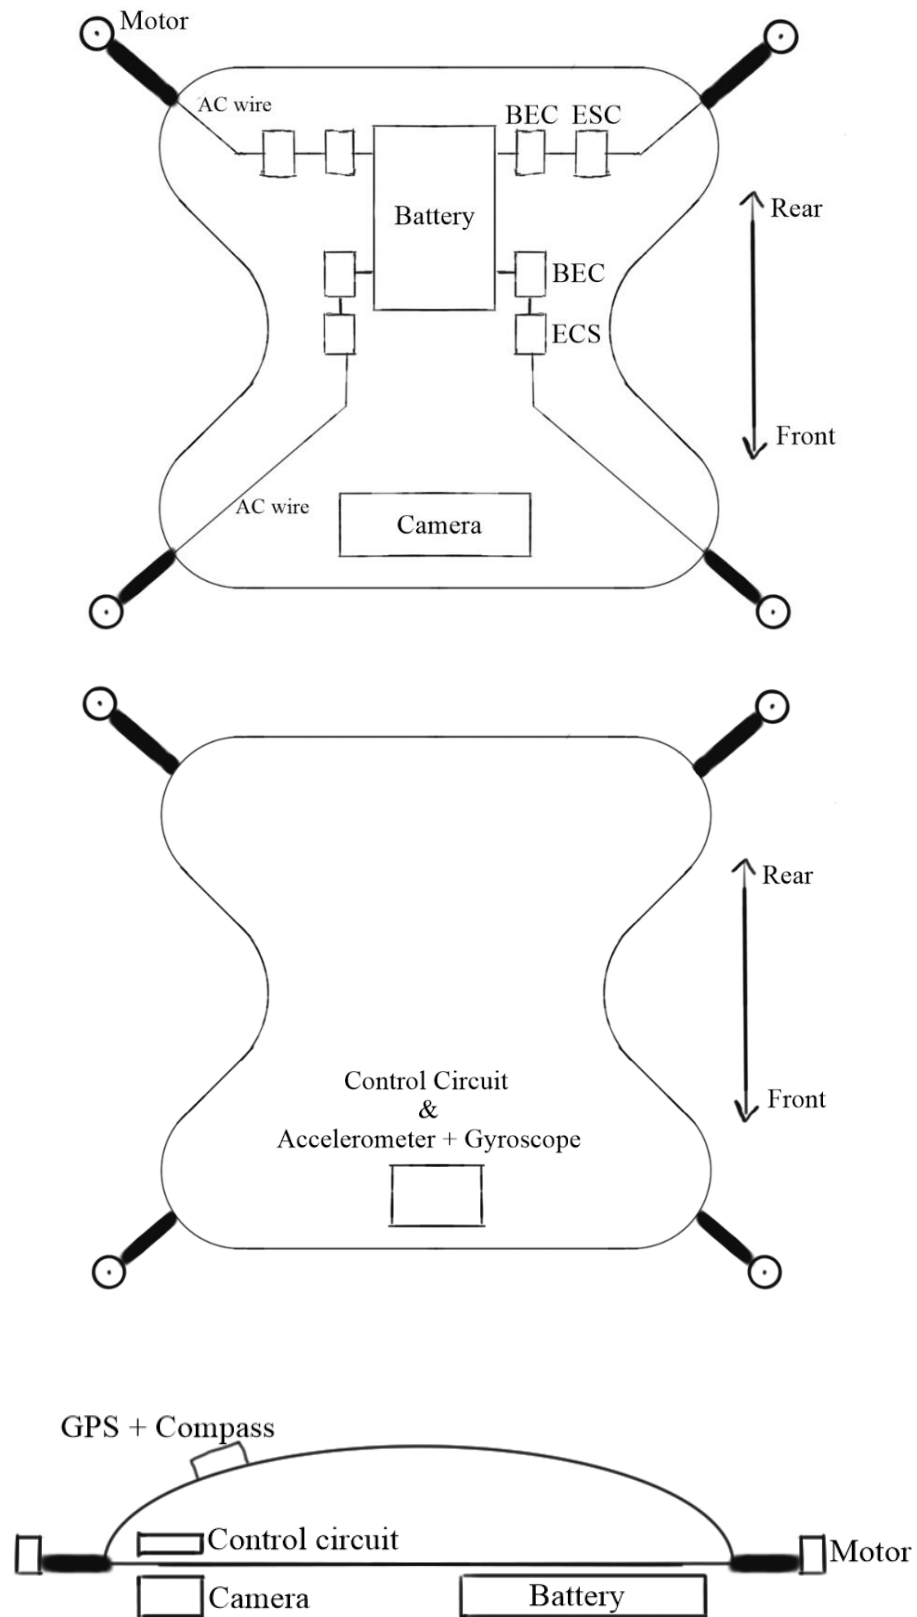 Motor
AC wire
BEC ESC
Battery
Rear
BEC
ECS
Front
AC wire
Camera
Rear
Control Circuit
&
Accelerometer + Gyroscope
Front
GPS + Compass
Control circuit
Motor
Camera
Battery